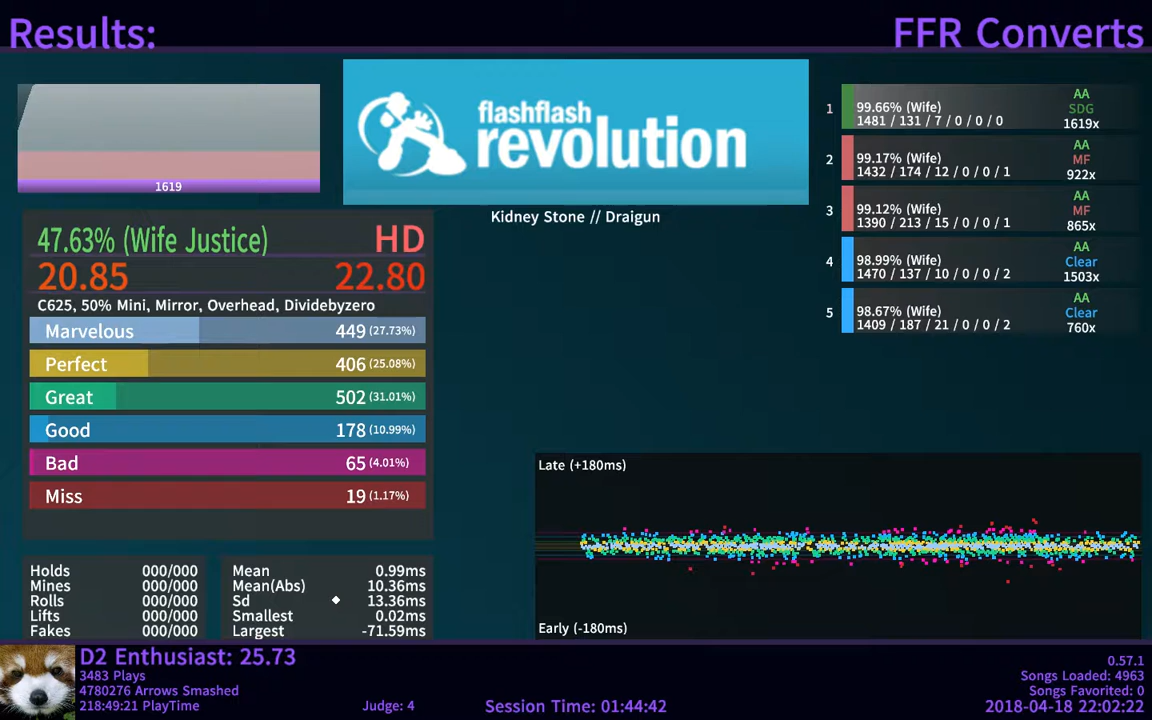 Results:
FFR Converts
1619
flashflash
revolution
Kidney Stone // Draigun
1
99.66% (Wife)
1481 / 131 / 7 / 0 / 0 / 0
AA
SDG
1619x
2
99.17% (Wife)
1432 / 174 / 12 / 0 / 0 / 1
AA
MF
922x
3
99.12% (Wife)
1390 / 213 / 15 / 0 / 0 / 1
AA
MF
865x
4
98.99% (Wife)
1470 / 137 / 10 / 0 / 0 / 2
AA
Clear
1503x
5
98.67% (Wife)
1409 / 187 / 21 / 0 / 0 / 2
AA
Clear
760x
47.63% (Wife Justice) HD
20.85 22.80
C625, 50% Mini, Mirror, Overhead, Dividebyzero
Marvelous 449 (27.73%)
Perfect 406 (25.08%)
Great 502 (31.01%)
Good 178 (10.99%)
Bad 65 (4.01%)
Miss 19 (1.17%)
Holds 000/000
Mines 000/000
Rolls 000/000
Lifts 000/000
Fakes 000/000
Mean 0.99ms
Mean(Abs) 10.36ms
Sd 13.36ms
Smallest 0.02ms
Largest -71.59ms
Late (+180ms)
Early (-180ms)
D2 Enthusiast: 25.73
3483 Plays
4780276 Arrows Smashed
218:49:21 PlayTime
Judge: 4
Session Time: 01:44:42
0.57.1
Songs Loaded: 4963
Songs Favorited: 0
2018-04-18 22:02:22